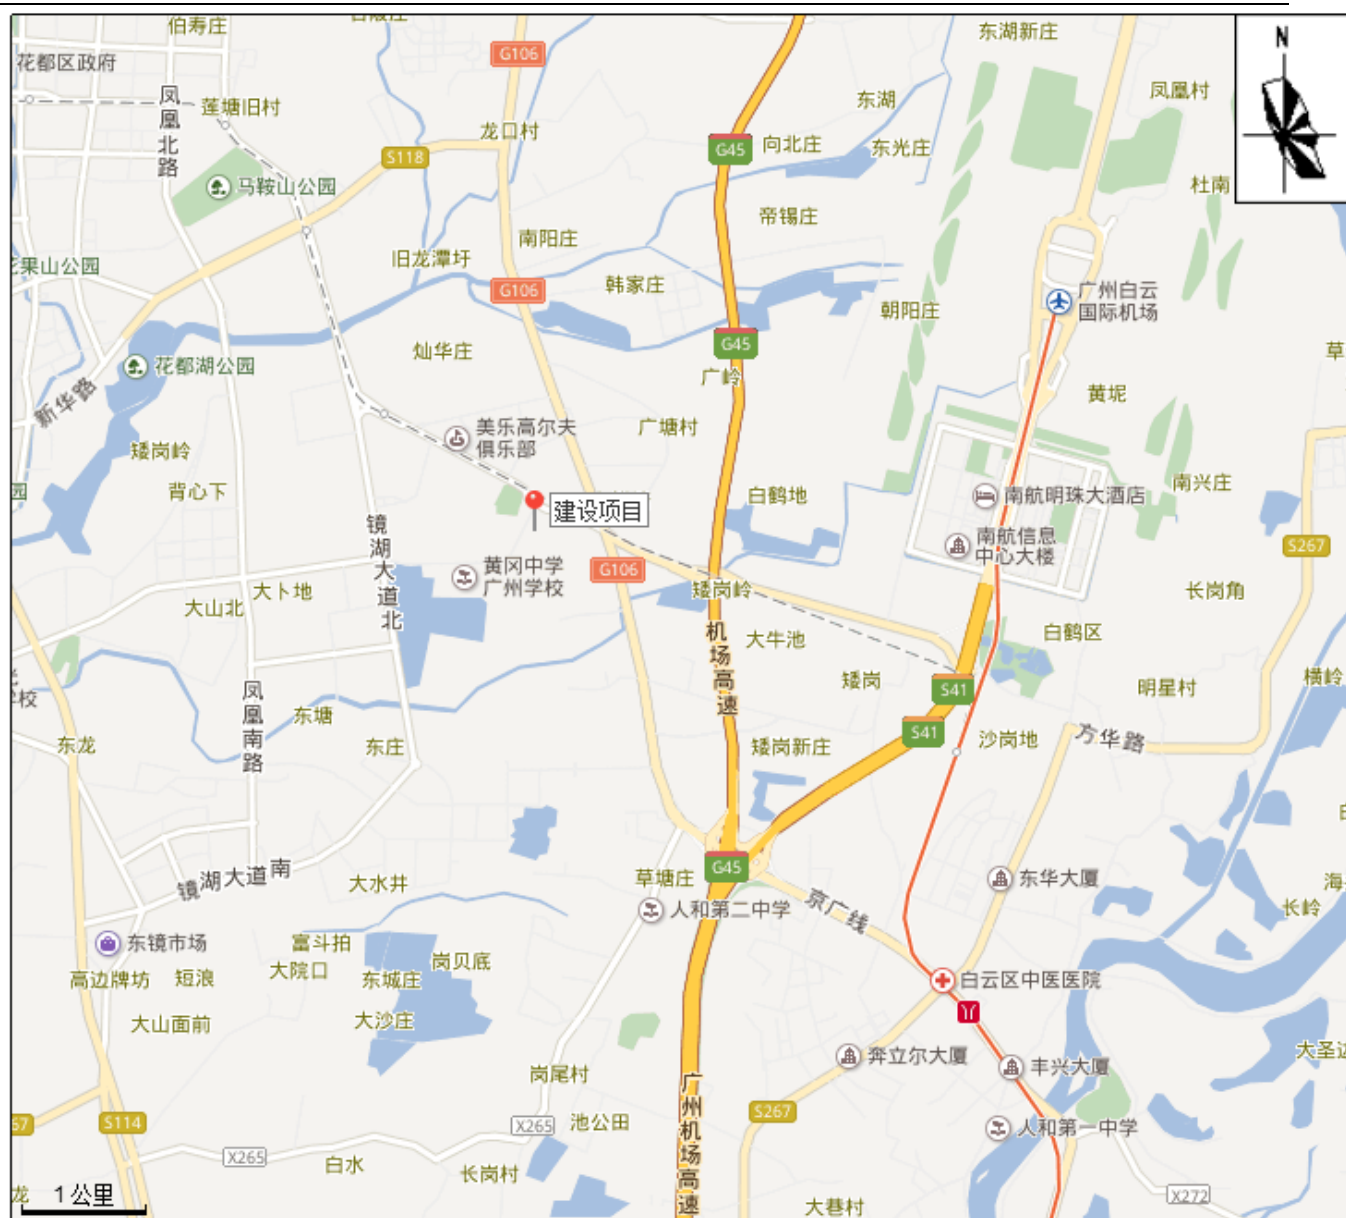 伯寿庄
G106
东湖新庄
N
花都区政府
凤凰北路
莲塘旧村
东湖
凤凰村
龙口村
G45
向北庄
东光庄
S118
马鞍山公园
杜南
帝锡庄
南阳庄
旧龙潭圩
果山公园
G106
韩家庄
广州白云
国际机场
朝阳庄
G45
灿华庄
草
花都湖公园
广岭
新华路
黄坭
美乐高尔夫
俱乐部
广塘村
矮岗岭
背心下
园
白鹤地
南航明珠大酒店
南兴庄
建设项目
镜湖大道北
南航信息
中心大楼
S267
黄冈中学
广州学校
G106
大卜地
大山北
矮岗岭
长岗角
机场高速
大牛池
白鹤区
矮岗
S41
明星村
横岭
校
凤凰南路
东塘
东龙
东庄
S41
矮岗新庄
沙岗地
方华路
镜湖大道南
大水井
G45
草塘庄
人和第二中学
京广线
东华大厦
海
长岭
东镜市场
富斗拍
大院口
岗贝底
高边牌坊
短浪
东城庄
白云区中医医院
大山面前
大沙庄
奔立尔大厦
丰兴大厦
大圣边
岗尾村
广州机场高速
67
S114
X265
池公田
S267
人和第一中学
X265
白水
长岗村
龙
1公里
X272
大巷村